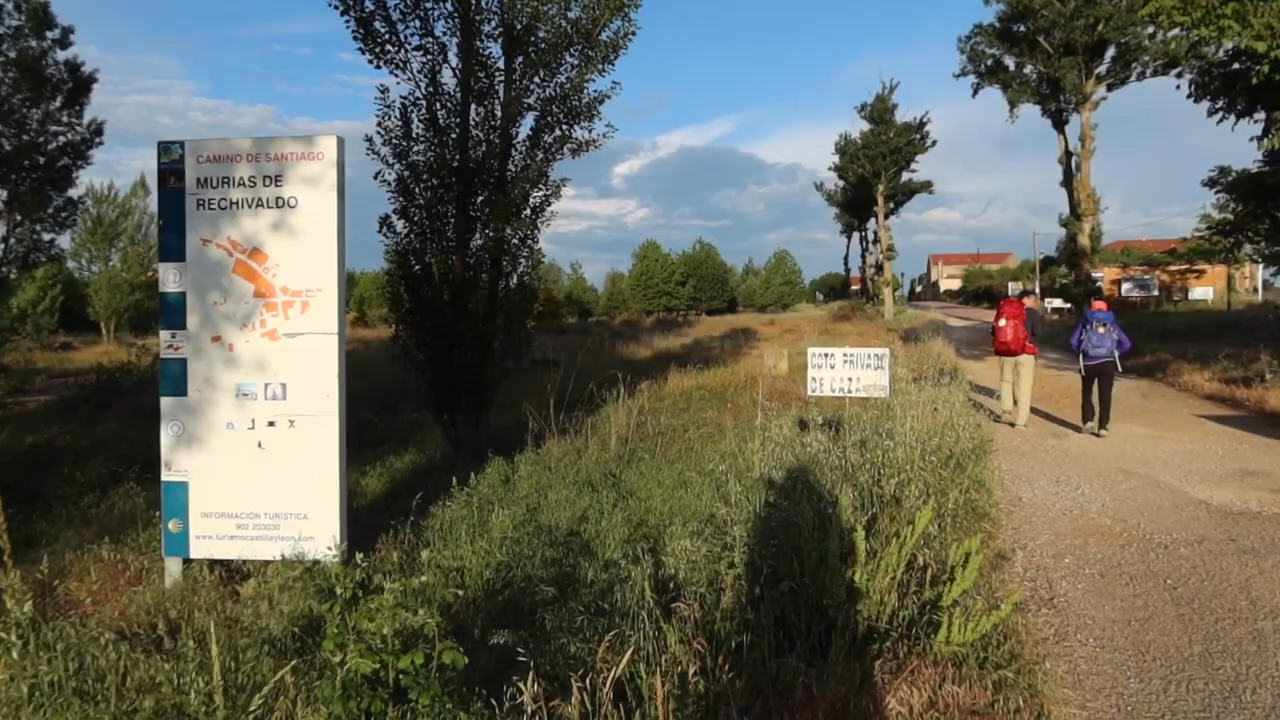 CAMINO DE SANTIAGO
MURIAS DE
RECHIVALDO
INFORMACIÓN TURÍSTICA
902 203030
www.turismocastillayleon.com
COTO PRIVADO
DE CAZA